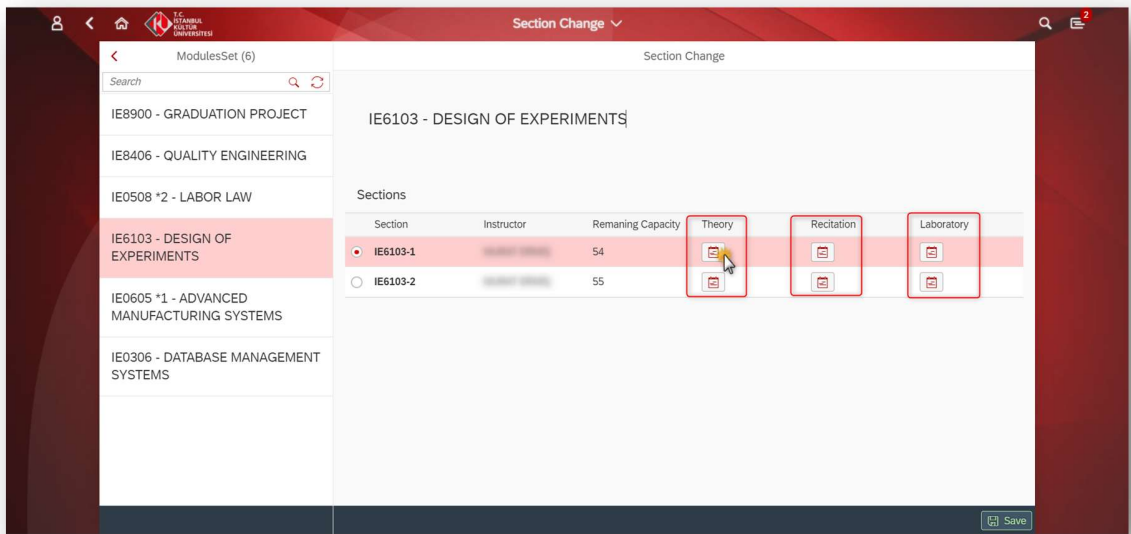 T.C.
İSTANBUL
KÜLTÜR
ÜNİVERSİTESİ
Section Change
2
ModulesSet (6)
Section Change
Search
IE8900 - GRADUATION PROJECT
IE8406 - QUALITY ENGINEERING
IE0508 *2 - LABOR LAW
IE6103 - DESIGN OF
EXPERIMENTS
IE0605 *1 - ADVANCED
MANUFACTURING SYSTEMS
IE0306 - DATABASE MANAGEMENT
SYSTEMS
IE6103 - DESIGN OF EXPERIMENTS
Sections
Section Instructor Remaning Capacity Theory Recitation Laboratory
IE6103-1 54
IE6103-2 55
Save